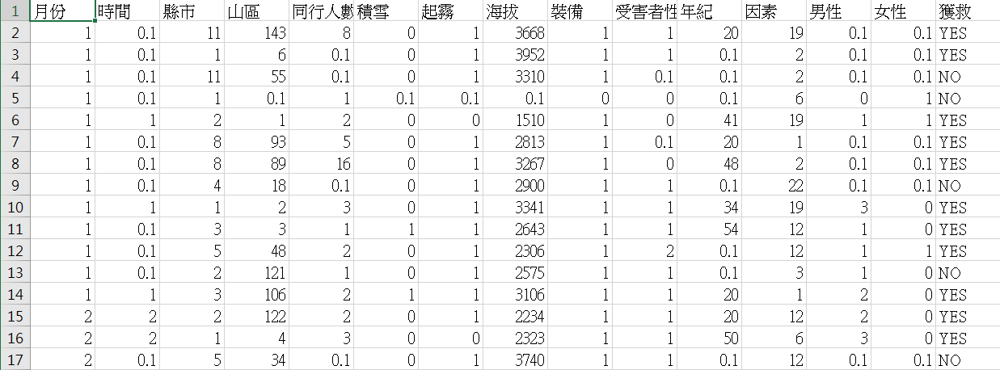 1 月份 時間 縣市 山區 同行人數 積雪 起霧 海拔 裝備 受害者性 年紀 因素 男性 女性 獲救
2 1 0.1 11 143 8 0 1 3668 1 1 20 19 0.1 0.1 YES
3 1 0.1 1 6 0.1 0 1 3952 1 1 0.1 2 0.1 0.1 YES
4 1 0.1 11 55 0.1 0 1 3310 1 0.1 0.1 2 0.1 0.1 NO
5 1 0.1 1 0.1 1 0.1 0.1 0.1 0 0 0.1 6 0 1 NO
6 1 1 2 1 2 0 0 1510 1 0 41 19 1 1 YES
7 1 0.1 8 93 5 0 1 2813 1 0.1 20 1 0.1 0.1 YES
8 1 0.1 8 89 16 0 1 3267 1 0 48 2 0.1 0.1 YES
9 1 0.1 4 18 0.1 0 1 2900 1 1 0.1 22 0.1 0.1 NO
10 1 1 1 2 3 0 1 3341 1 1 34 19 3 0 YES
11 1 0.1 3 3 1 1 1 2643 1 1 54 12 1 0 YES
12 1 0.1 5 48 2 0 1 2306 1 2 0.1 12 1 1 YES
13 1 0.1 2 121 1 0 1 2575 1 1 0.1 3 1 0 NO
14 1 1 3 106 2 1 1 3106 1 1 20 1 2 0 YES
15 2 2 2 122 2 0 1 2234 1 1 20 12 2 0 YES
16 2 2 1 4 3 0 0 2323 1 1 50 6 3 0 YES
17 2 0.1 5 34 0.1 0 1 3740 1 1 0.1 12 0.1 0.1 NO